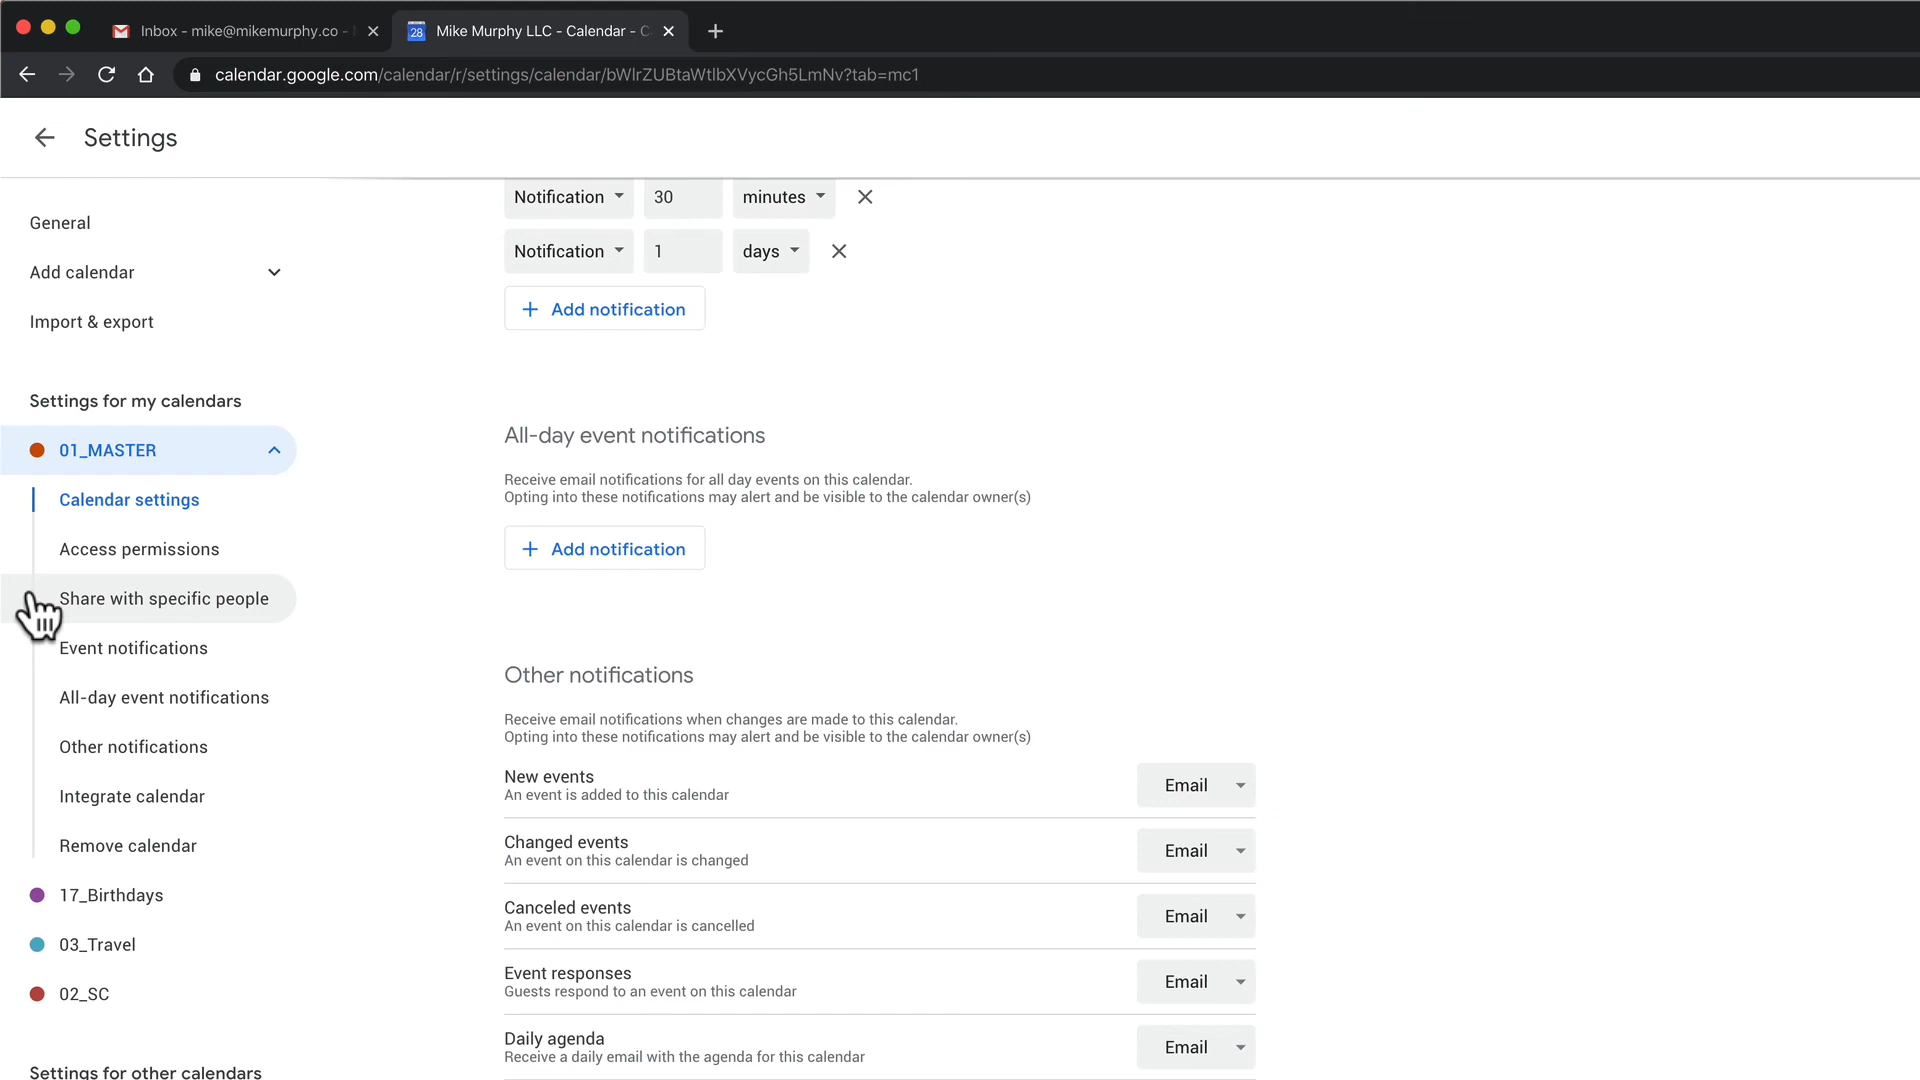 Inbox - mike@mikemurphy.co -
28
Mike Murphy LLC - Calendar - C
calendar.google.com/calendar/r/settings/calendar/bWlrZUBtaWtlbXVycGh5LmNv?tab=mc1
Settings
General
Add calendar
Import & export
Settings for my calendars
01_MASTER
Calendar settings
Access permissions
Share with specific people
Event notifications
All-day event notifications
Other notifications
Integrate calendar
Remove calendar
17_Birthdays
03_Travel
02_SC
Settings for other calendars
Notification 30 minutes
Notification 1 days
Add notification
All-day event notifications
Receive email notifications for all day events on this calendar.
Opting into these notifications may alert and be visible to the calendar owner(s)
Add notification
Other notifications
Receive email notifications when changes are made to this calendar.
Opting into these notifications may alert and be visible to the calendar owner(s)
New events
An event is added to this calendar
Email
Changed events
An event on this calendar is changed
Email
Canceled events
An event on this calendar is cancelled
Email
Event responses
Guests respond to an event on this calendar
Email
Daily agenda
Receive a daily email with the agenda for this calendar
Email